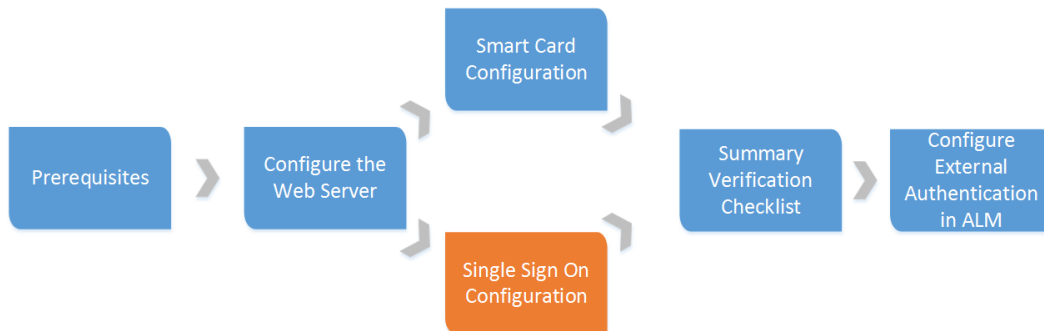 Prerequisites
Configure the
Web Server
Smart Card
Configuration
Single Sign On
Configuration
Summary
Verification
Checklist
Configure
External
Authentication
in ALM